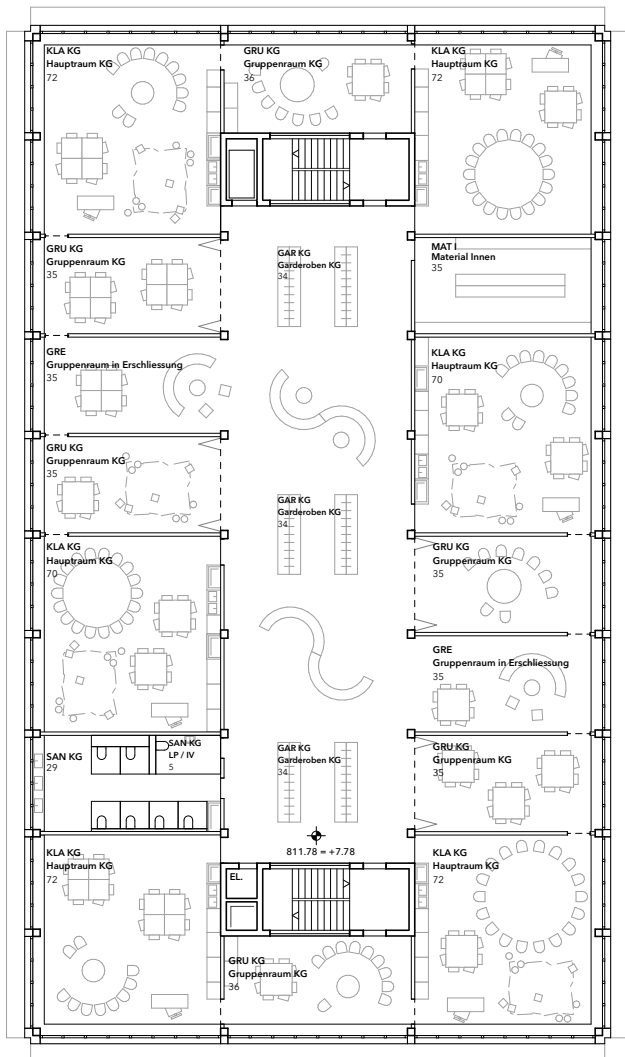 KLA KG
Hauptraum KG
72
GRU KG
Gruppenraum KG
36
KLA KG
Hauptraum KG
72
GRU KG
Gruppenraum KG
35
GAR KG
Garderoben KG
34
MAT I
Material Innen
35
GRE
Gruppenraum in Erschliessung
35
KLA KG
Hauptraum KG
70
GRU KG
Gruppenraum KG
35
GAR KG
Garderoben KG
34
KLA KG
Hauptraum KG
70
GRU KG
Gruppenraum KG
35
GRE
Gruppenraum in Erschliessung
35
SAN KG
29
SAN KG
LP / IV
5
GAR KG
Garderoben KG
34
GRU KG
Gruppenraum KG
35
811.78 = +7.78
KLA KG
Hauptraum KG
72
EL.
KLA KG
Hauptraum KG
72
GRU KG
Gruppenraum KG
36